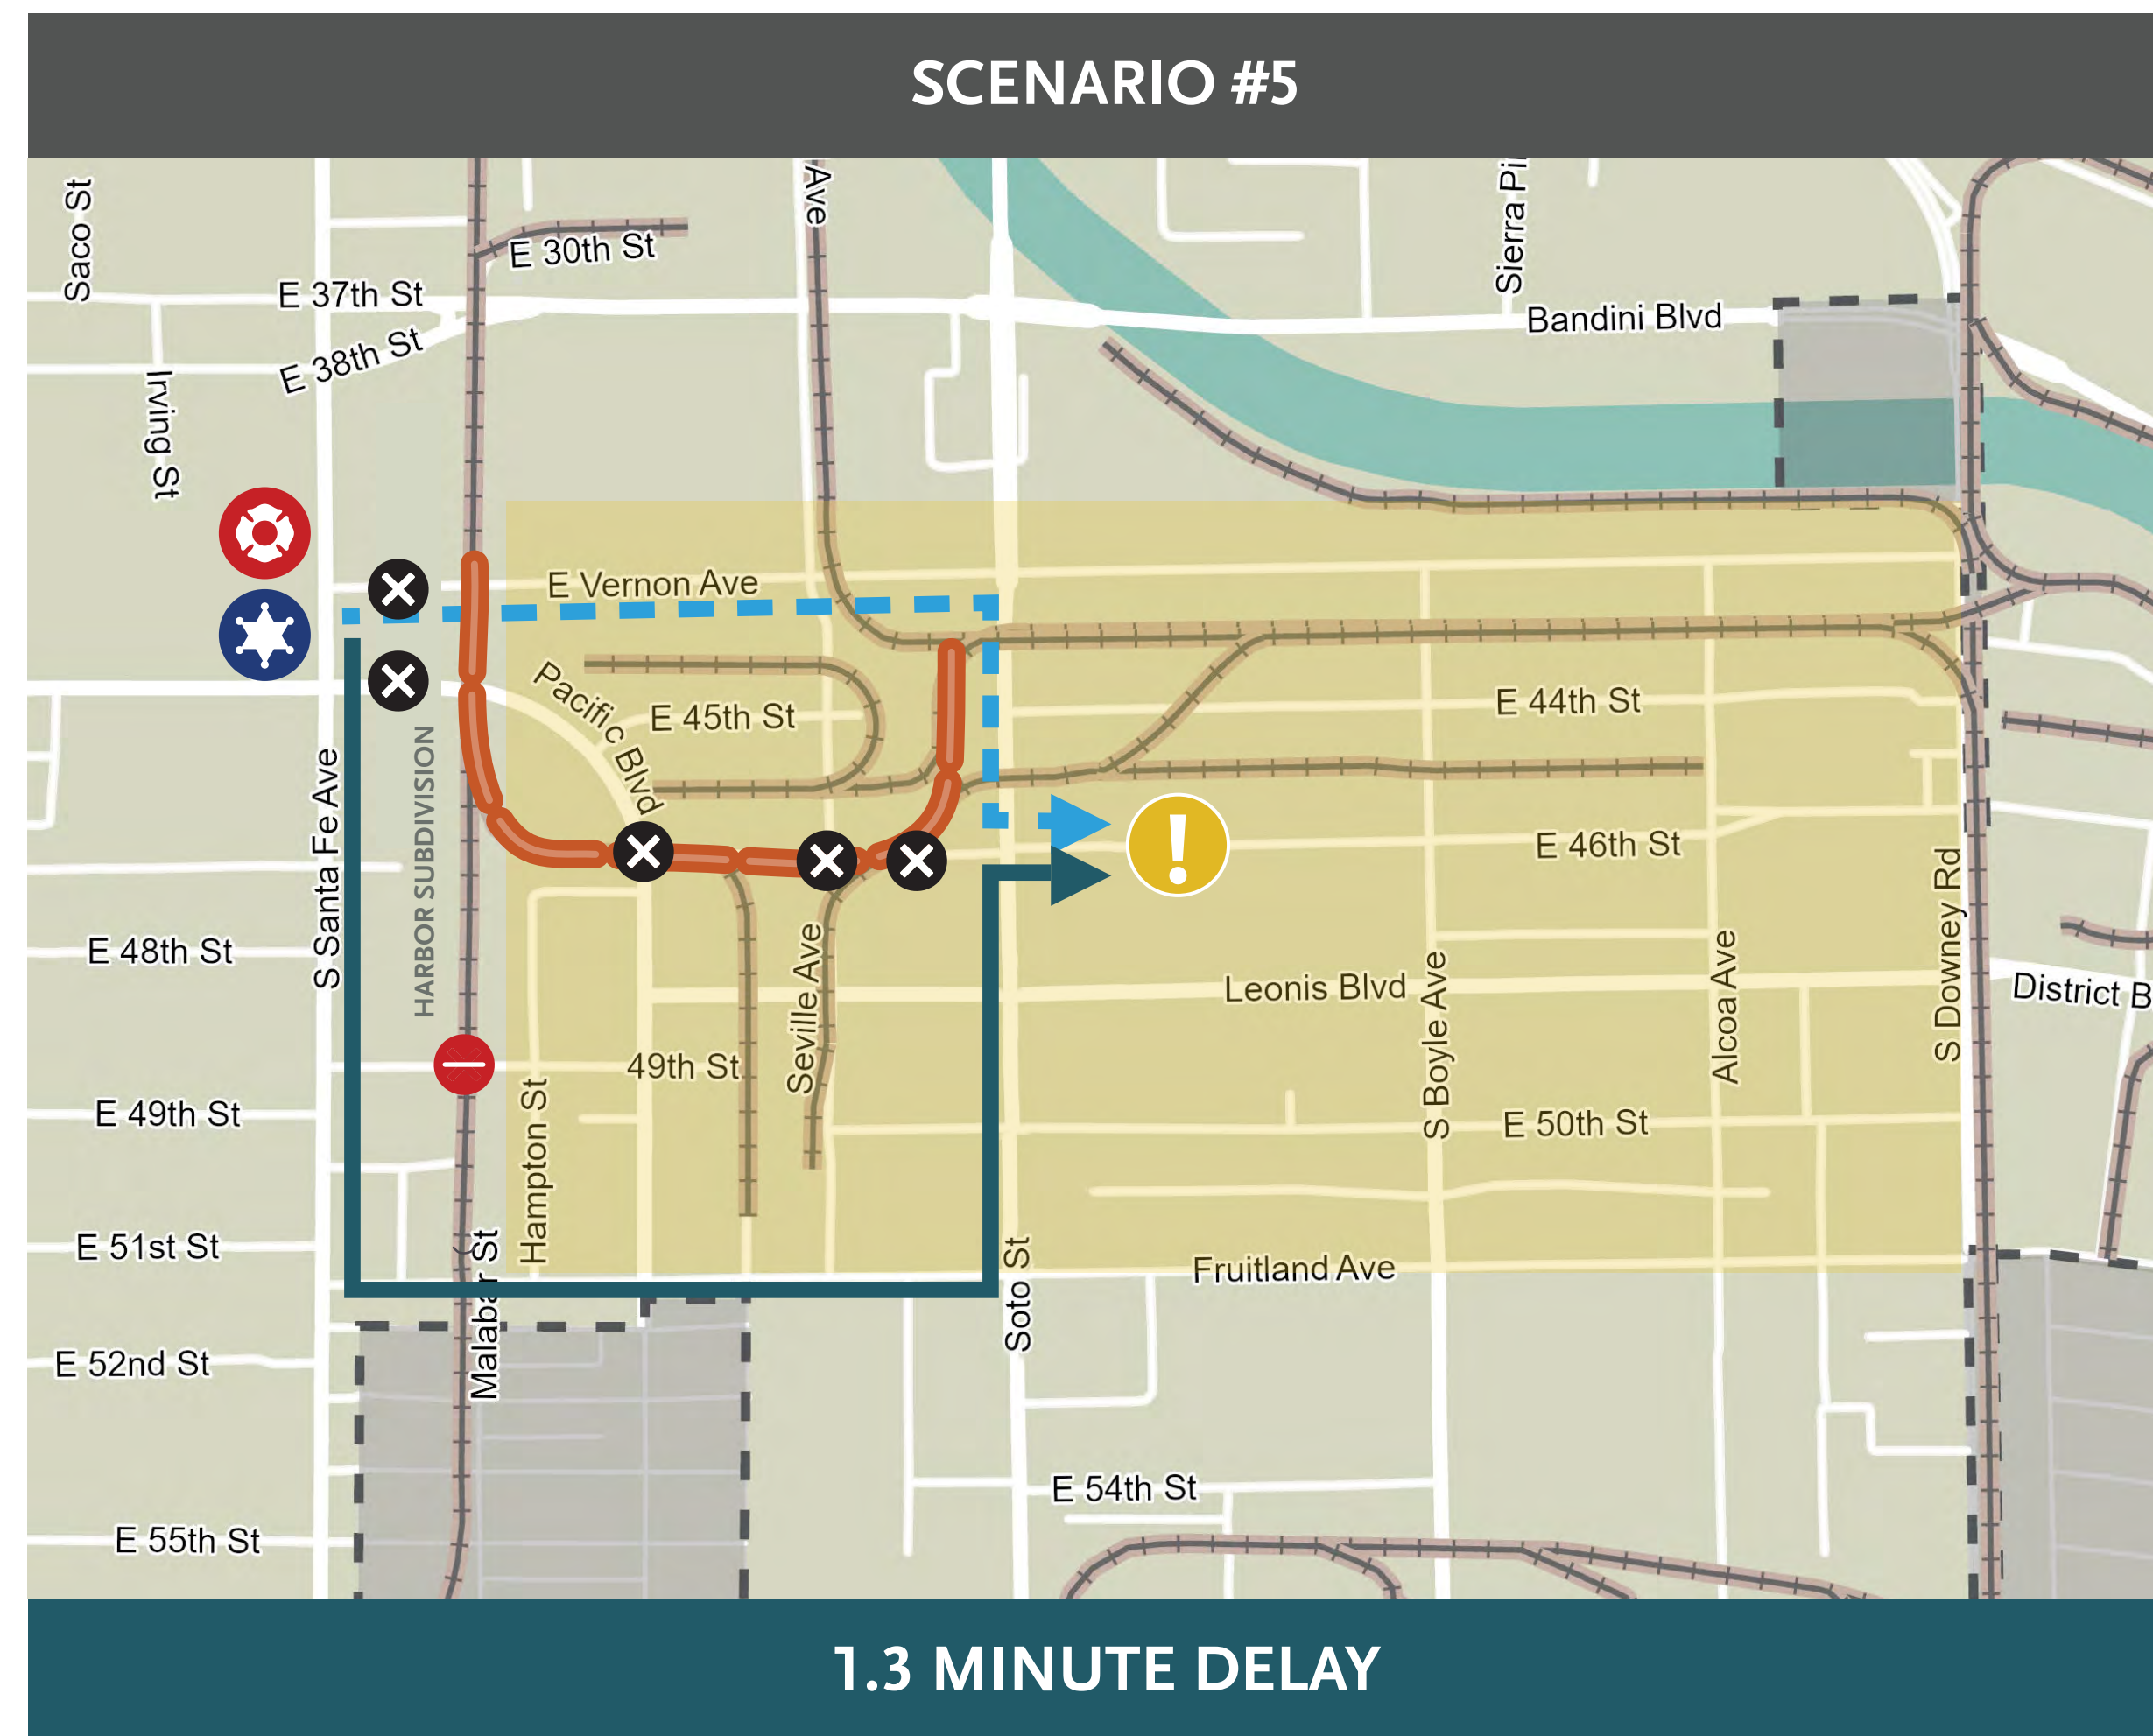 SCENARIO #5
Saco St
Ave
Sierra Pi
E 30th St
E 37th St
Bandini Blvd
E 38th St
Irving St
E Vernon Ave
Pacific Blvd
E 45th St
E 44th St
S Santa Fe Ave
HARBOR SUBDIVISION
E 46th St
S Downey Rd
E 48th St
Seville Ave
Leonis Blvd
S Boyle Ave
Alcoa Ave
District B
49th St
E 49th St
Hampton St
E 50th St
E 51st St
Malabar St
Soto St
Fruitland Ave
E 52nd St
E 54th St
E 55th St
1.3 MINUTE DELAY